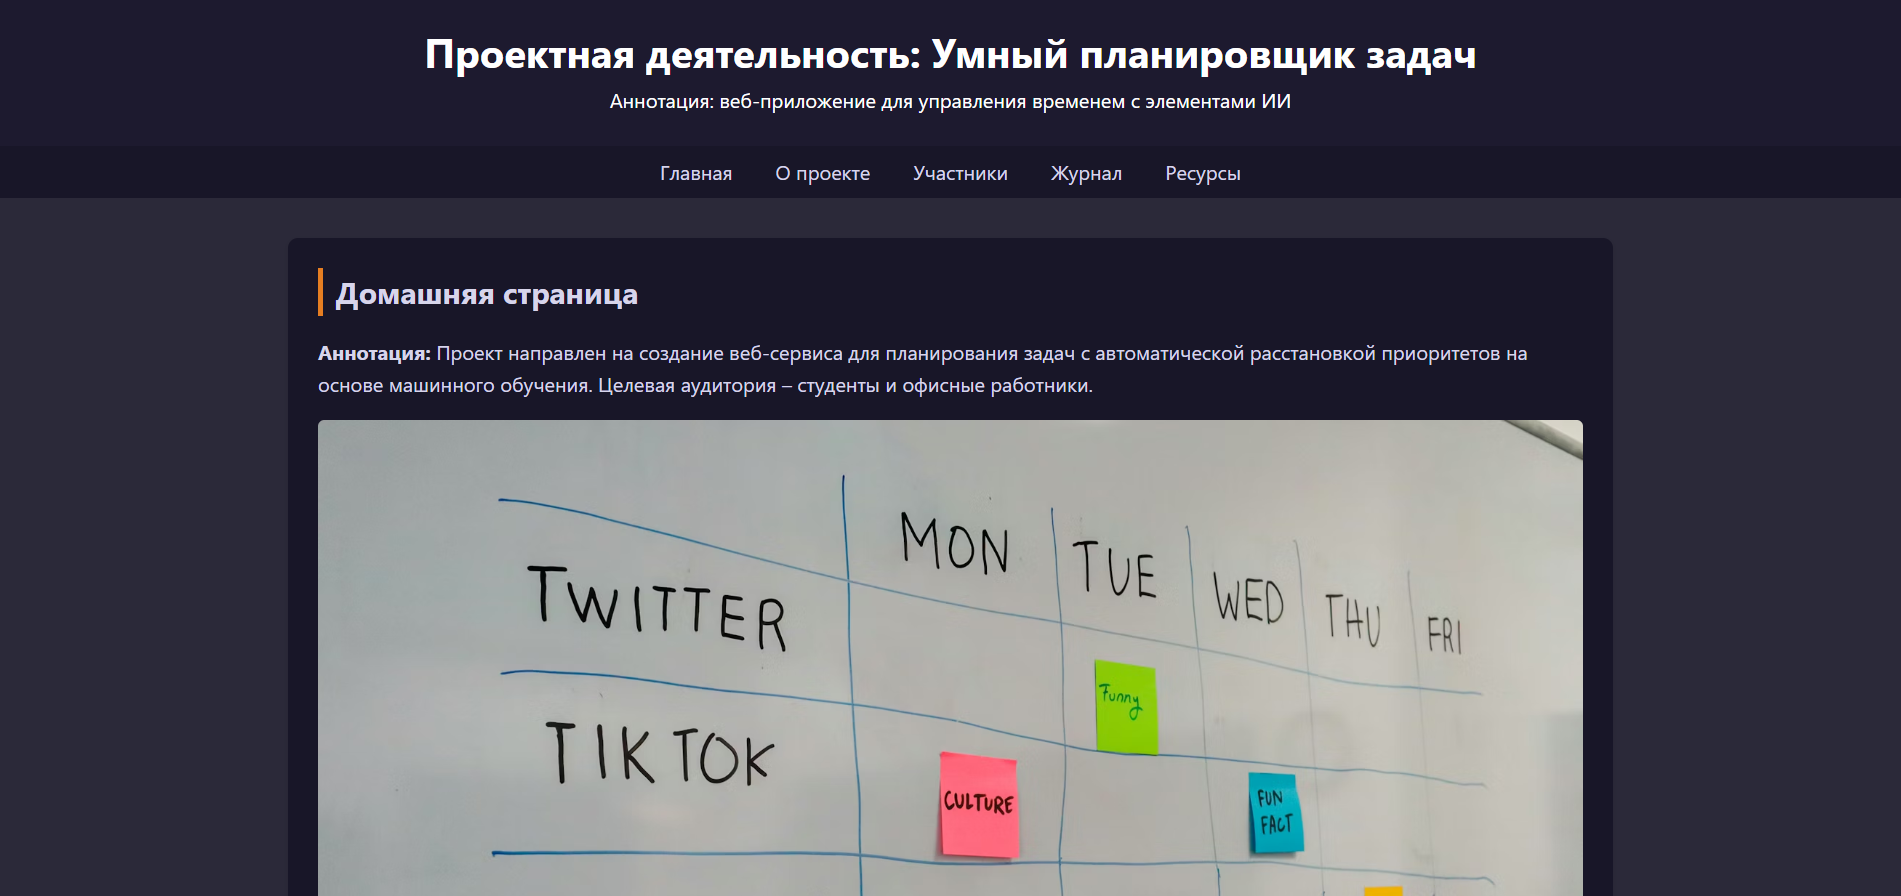 Проектная деятельность: Умный планировщик задач
Аннотация: веб-приложение для управления временем с элементами ИИ
Главная О проекте Участники Журнал Ресурсы
Домашняя страница
Аннотация: Проект направлен на создание веб-сервиса для планирования задач с автоматической расстановкой приоритетов на
основе машинного обучения. Целевая аудитория – студенты и офисные работники.
MON TUE WED THU FRI
TWITTER
Funny
TIKTOK
CULTURE
FUN
FACT